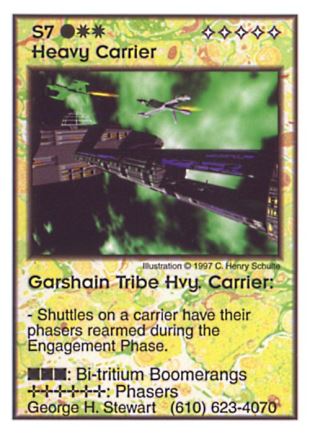 S7
Heavy Carrier
Illustration © 1997 C. Henry Schulte
Garshain Tribe Hvy. Carrier:
- Shuttles on a carrier have their
phasers rearmed during the
Engagement Phase.
: Bi-tritium Boomerangs
: Phasers
George H. Stewart (610) 623-4070